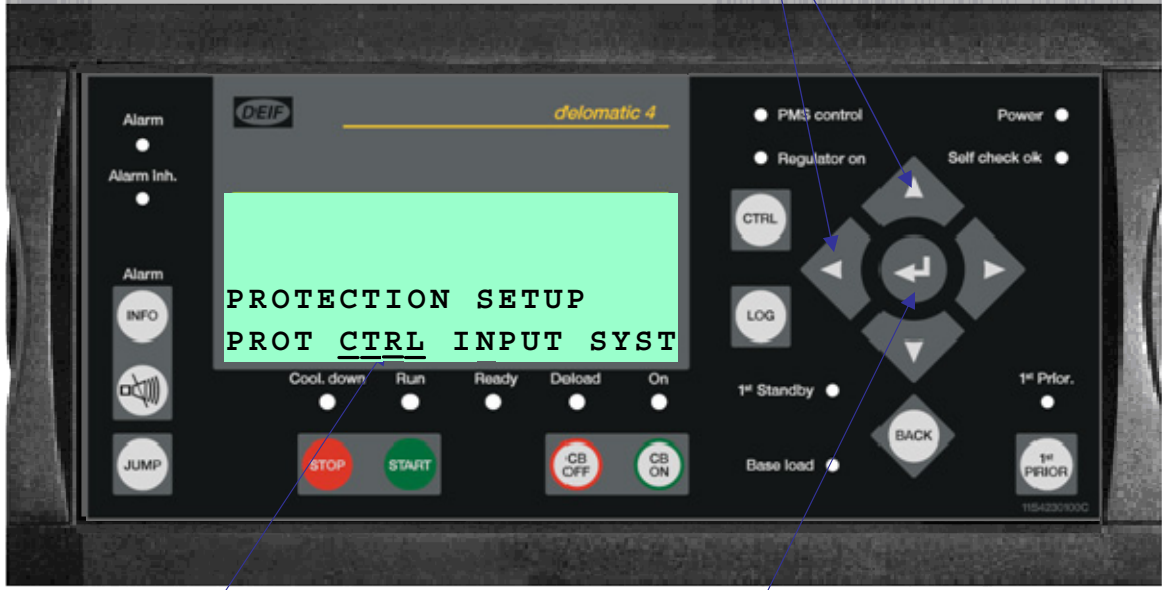 DEIF
delomatic 4
Alarm
Alarm Inh.
PMS control
Power
Regulator on
Self check ok
CTRL
Alarm
INFO
LOG
PROTECTION SETUP
PROT CTRL INPUT SYST
Cool. down
Run
Ready
Deload
On
1st Standby
1st Prior.
JUMP
STOP
START
CB
OFF
CB
ON
BACK
Base load
1st
PIRIOR
1154230100C